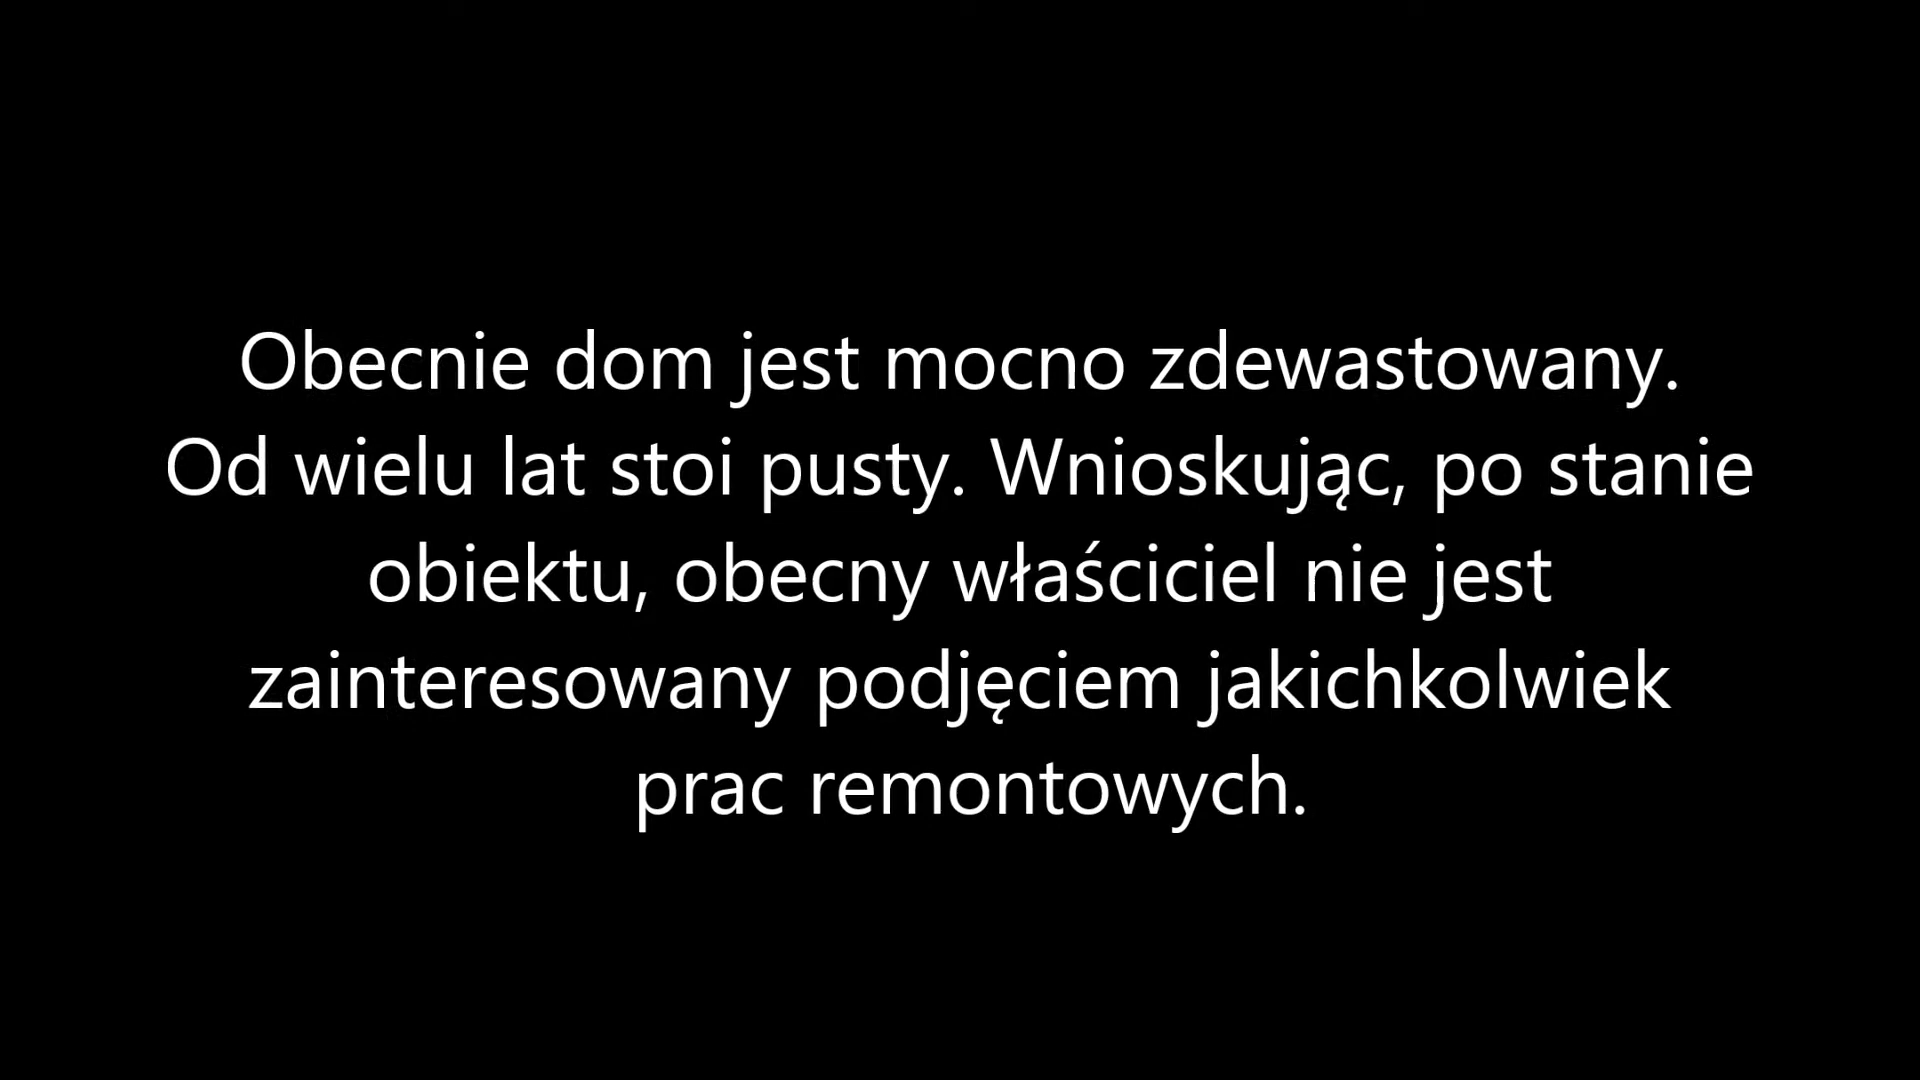 Obecnie dom jest mocno zdewastowany.
Od wielu lat stoi pusty. Wnioskując, po stanie
obiektu, obecny właściciel nie jest
zainteresowany podjęciem jakichkolwiek
prac remontowych.